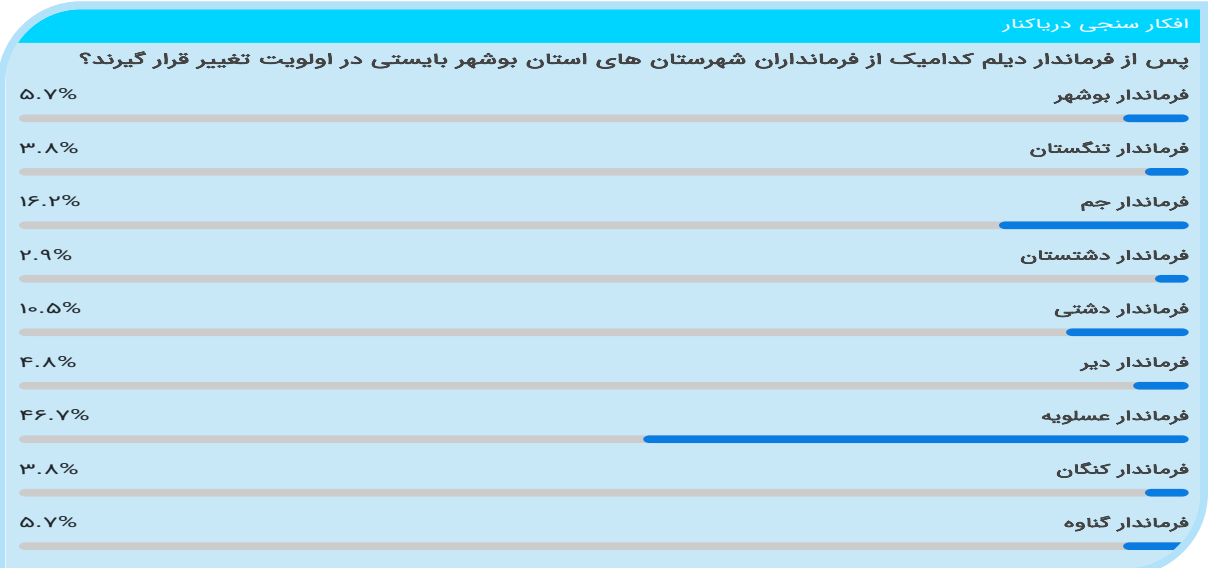 افکار سنجی دریاکنار
پس از فرماندار دیلم کدامیک از فرمانداران شهرستان های استان بوشهر بایستی در اولویت تغییر قرار گیرند؟
فرماندار بوشهر ۵.۷%
فرماندار تنگستان ۳.۸%
فرماندار جم ۱۶.۲%
فرماندار دشتستان ۲.۹%
فرماندار دشتی ۱۰.۵%
فرماندار دیر ۴.۸%
فرماندار عسلویه ۴۶.۷%
فرماندار کنگان ۳.۸%
فرماندار گناوه ۵.۷%